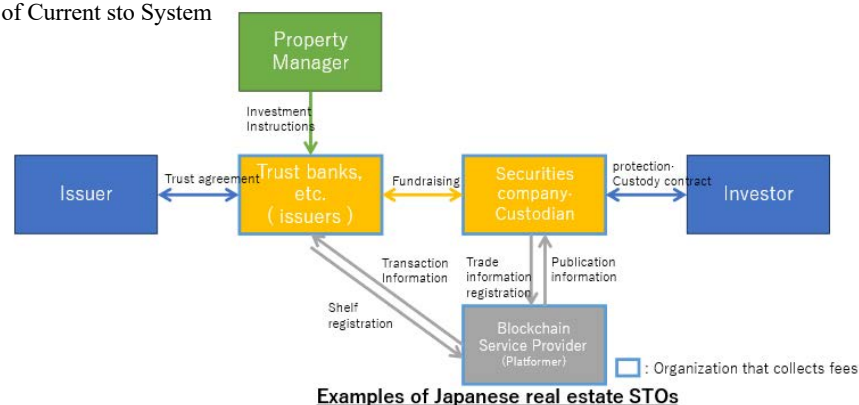 of Current sto System
Property
Manager
Investment
Instructions
Issuer
Trust agreement
Trust banks,
etc.
( issuers )
Fundraising
Securities
company·
Custodian
protection·
Custody contract
Investor
Transaction
Information
Trade
information
registration
Publication
information
Shelf
registration
Blockchain
Service Provider
(Platformer)
: Organization that collects fees
Examples of Japanese real estate STOs